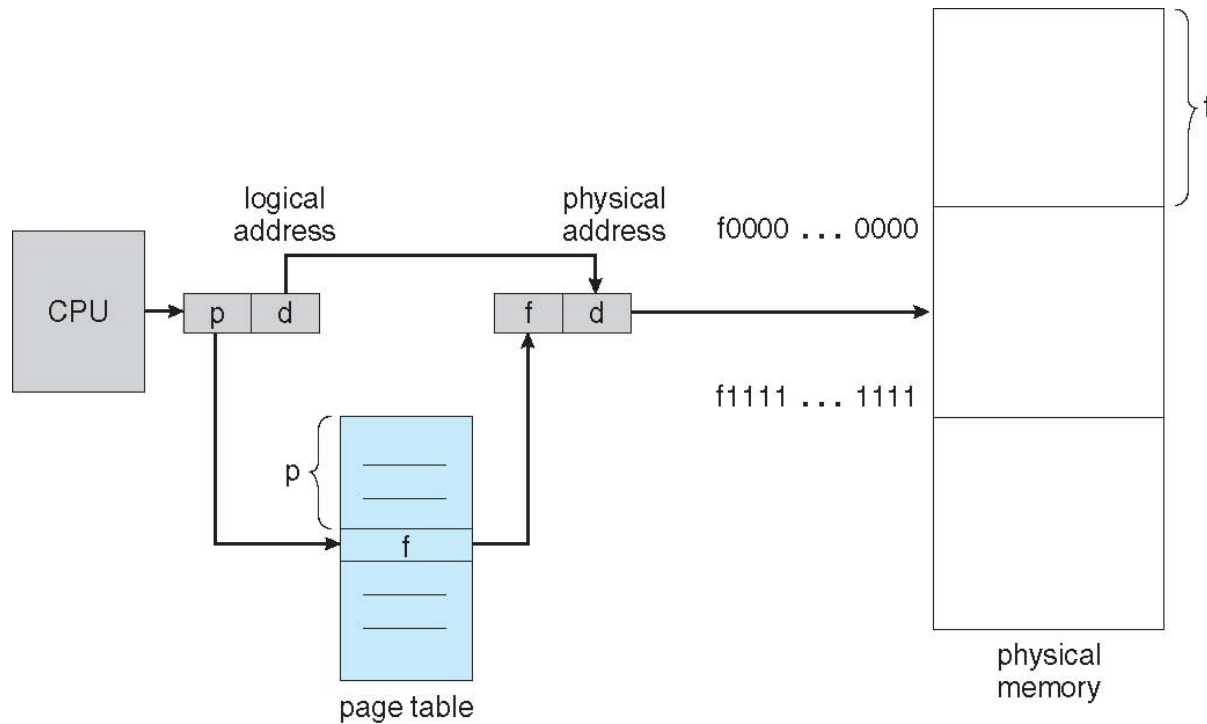 logical
address
physical
address
f0000 ... 0000
f
CPU
p
d
f
d
f1111 ... 1111
p
f
page table
physical
memory